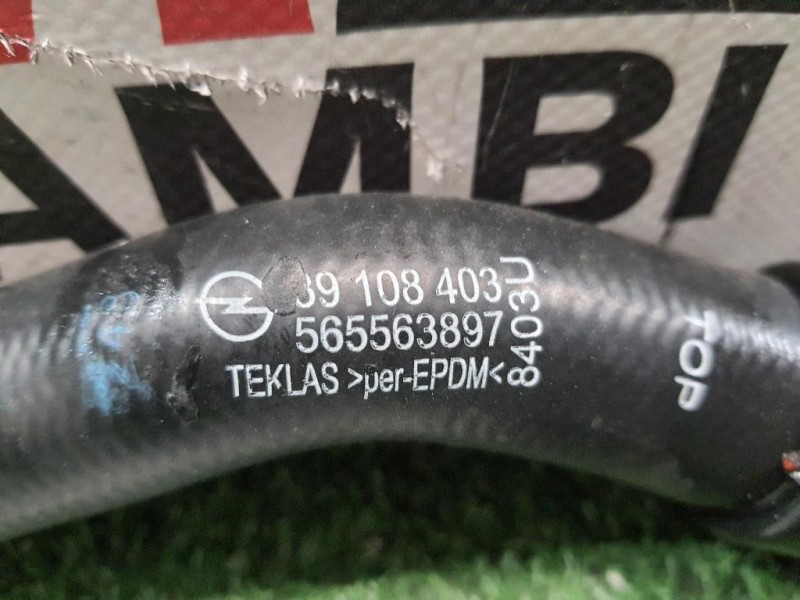 AMBI
39 108 403
565563897
TEKLAS >per-EPDM<
8403U
TOP